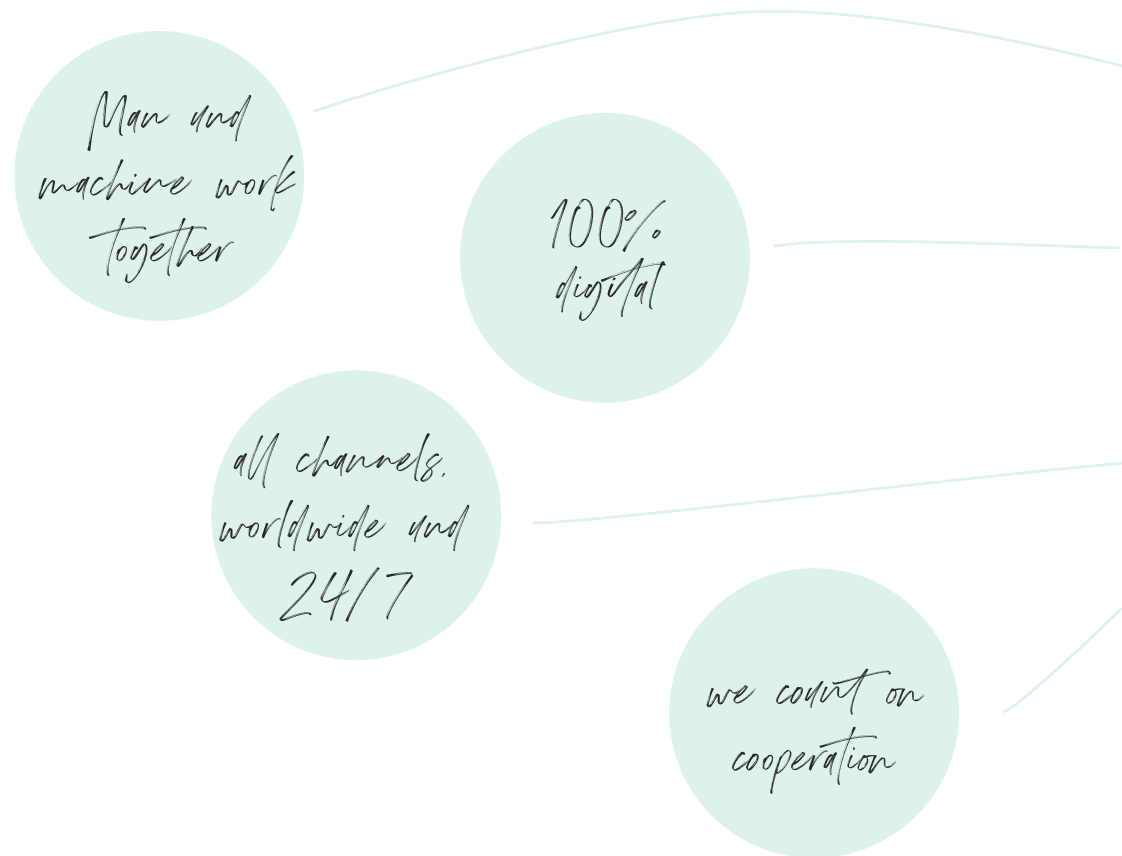 Man und
machine work
together
100%
digital
all channels,
worldwide und
24/7
we count on
cooperation